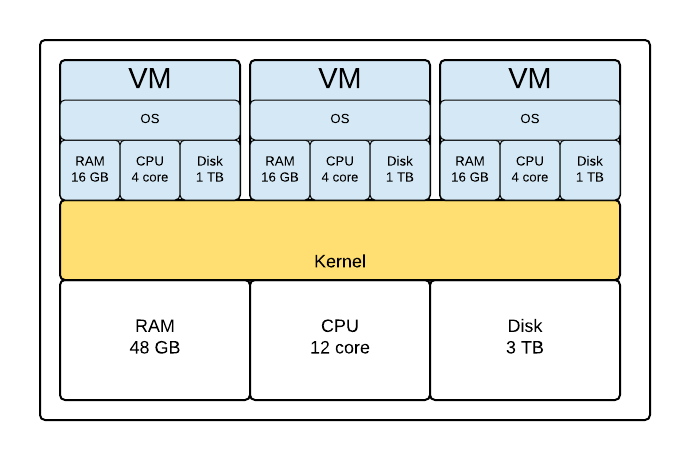 VM
OS
RAM
16 GB
CPU
4 core
Disk
1 TB
VM
OS
RAM
16 GB
CPU
4 core
Disk
1 TB
VM
OS
RAM
16 GB
CPU
4 core
Disk
1 TB
Kernel
RAM
48 GB
CPU
12 core
Disk
3 TB